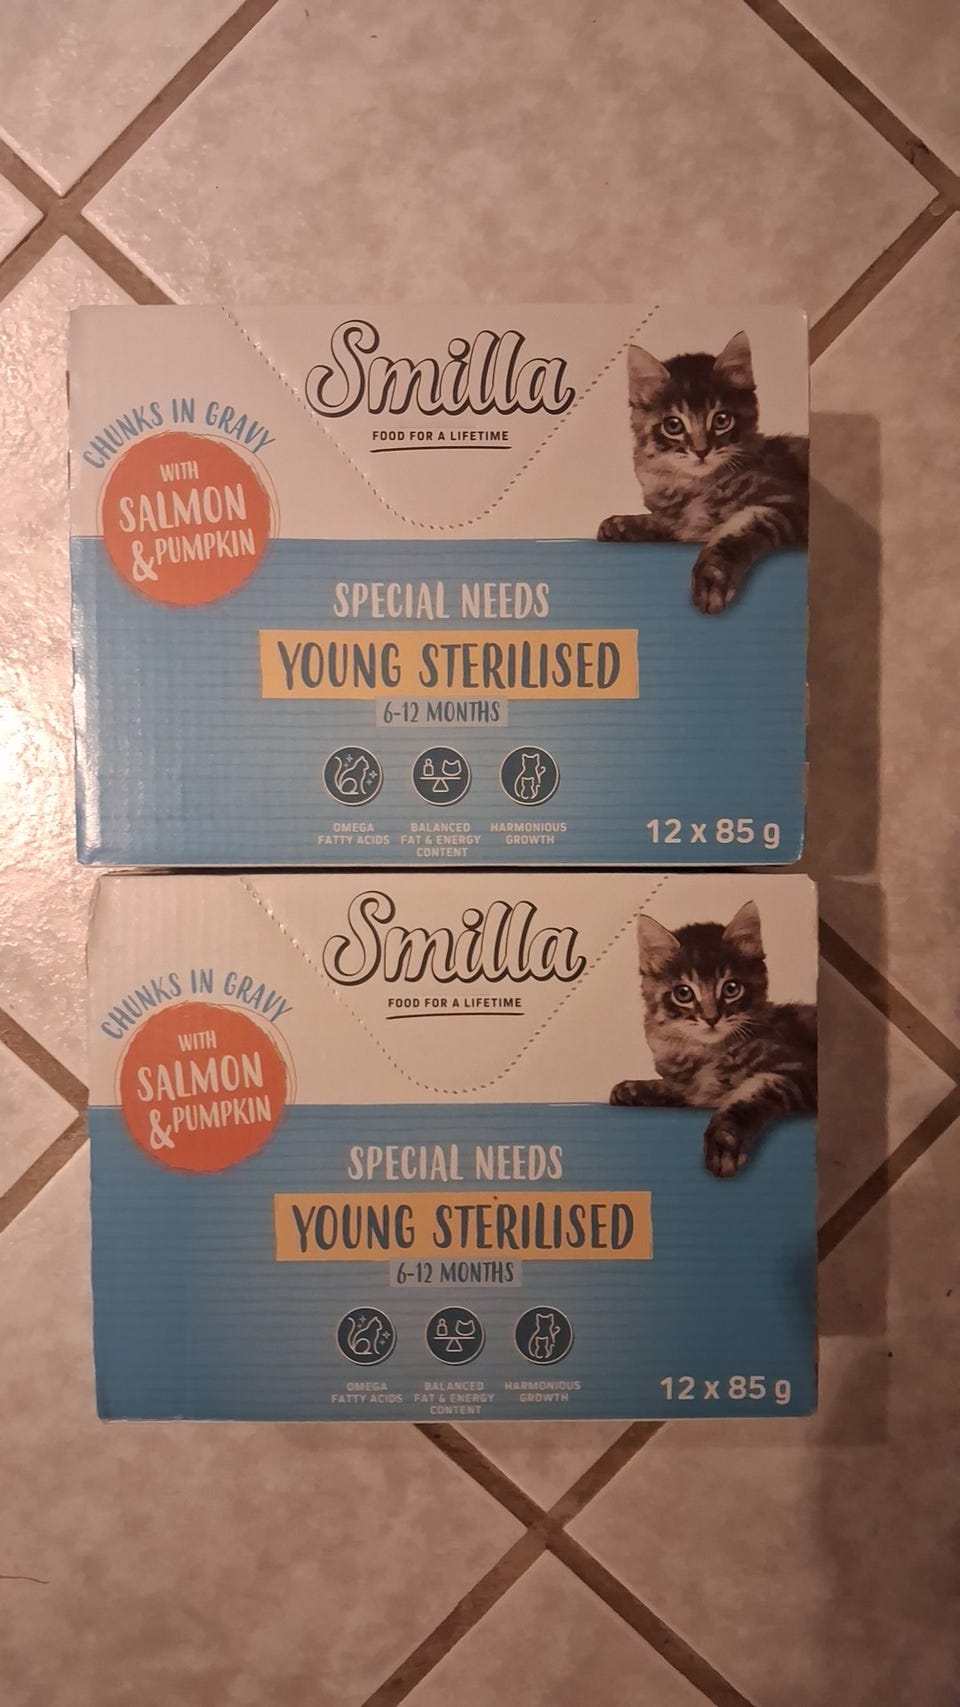 Smilla
FOOD FOR A LIFETIME
CHUNKS IN GRAVY
WITH
SALMON
& PUMPKIN
SPECIAL NEEDS
YOUNG STERILISED
6-12 MONTHS
OMEGA
FATTY ACIDS
BALANCED
FAT & ENERGY
CONTENT
HARMONIOUS
GROWTH
12 x 85 g
Smilla
FOOD FOR A LIFETIME
CHUNKS IN GRAVY
WITH
SALMON
& PUMPKIN
SPECIAL NEEDS
YOUNG STERILISED
6-12 MONTHS
OMEGA
FATTY ACIDS
BALANCED
FAT & ENERGY
CONTENT
HARMONIOUS
GROWTH
12 x 85 g